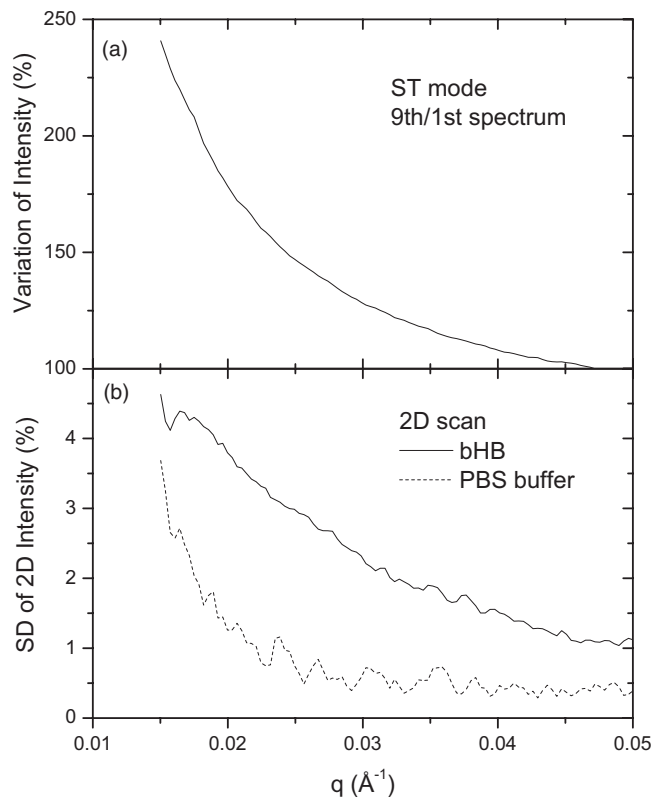 250
(a)
ST mode
9th/1st spectrum
200
Variation of Intensity (%)
150
100
(b)
2D scan
bHB
PBS buffer
4
3
SD of 2D Intensity (%)
2
1
0
0.01
0.02
0.03
0.04
0.05
q (Å⁻¹)